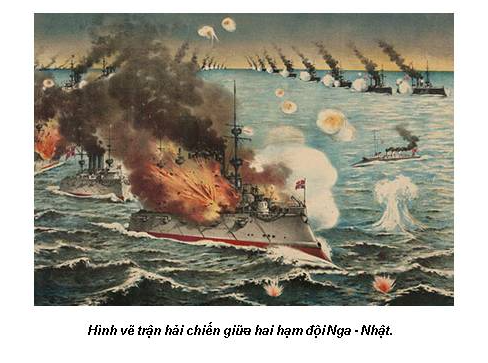 Hình vẽ trận hải chiến giữa hai hạm đội Nga - Nhật.